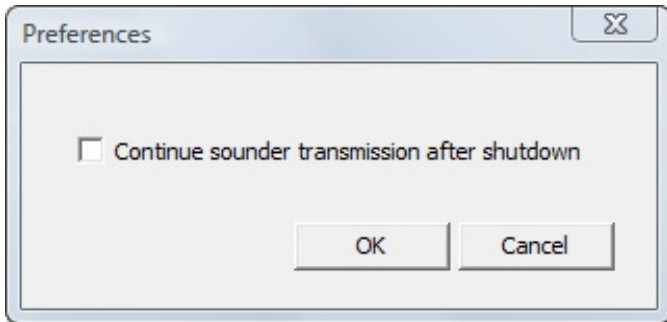 Preferences
Continue sounder transmission after shutdown
OK Cancel